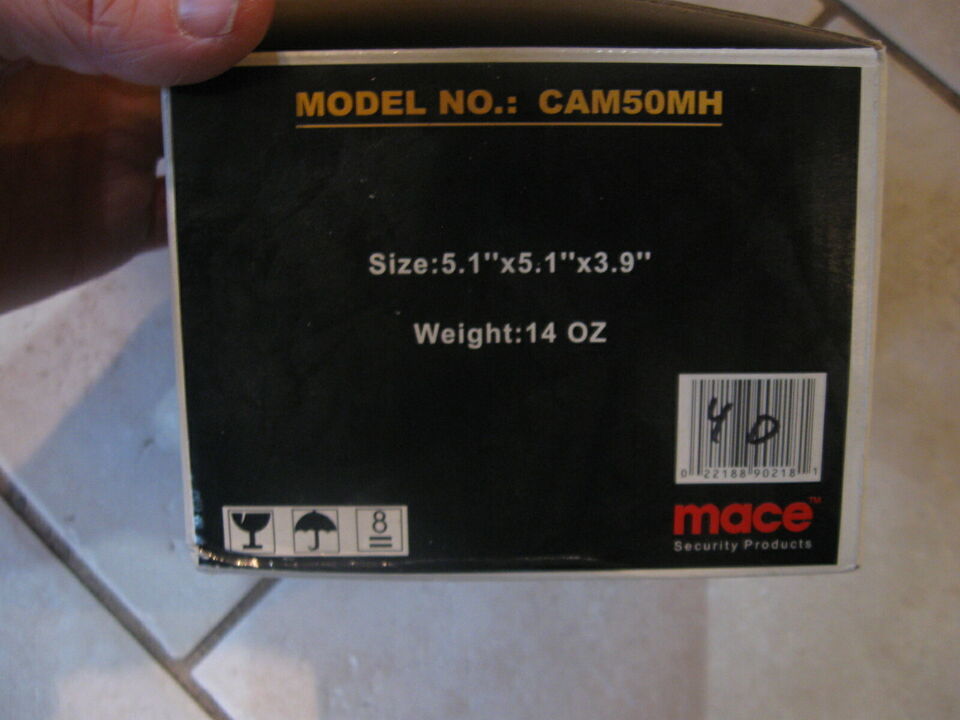 MODEL NO.: CAM50MH
Size:5.1"x5.1"x3.9"
Weight:14 OZ
40
0 22188 90218 1
8
mace™
Security Products